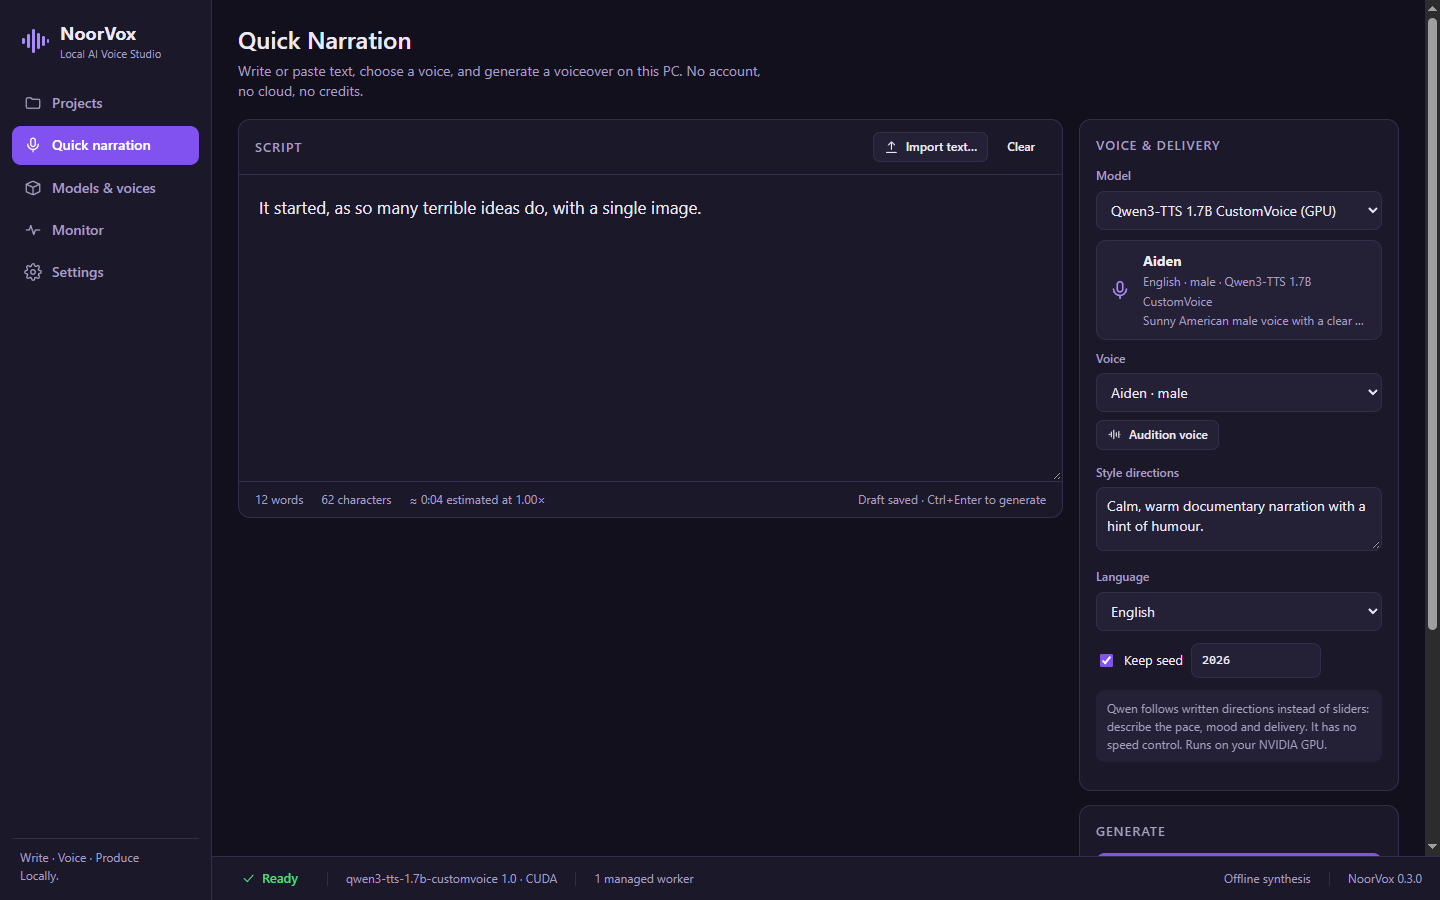 NoorVox
Local AI Voice Studio
Projects
Quick narration
Models & voices
Monitor
Settings
Write · Voice · Produce
Locally.
Quick Narration
Write or paste text, choose a voice, and generate a voiceover on this PC. No account,
no cloud, no credits.
SCRIPT
Import text...
Clear
It started, as so many terrible ideas do, with a single image.
12 words
62 characters
≈ 0:04 estimated at 1.00×
Draft saved · Ctrl+Enter to generate
VOICE & DELIVERY
Model
Qwen3-TTS 1.7B CustomVoice (GPU)
Aiden
English · male · Qwen3-TTS 1.7B
CustomVoice
Sunny American male voice with a clear ...
Voice
Aiden · male
Audition voice
Style directions
Calm, warm documentary narration with a
hint of humour.
Language
English
Keep seed
2026
Qwen follows written directions instead of sliders:
describe the pace, mood and delivery. It has no
speed control. Runs on your NVIDIA GPU.
GENERATE
Ready
qwen3-tts-1.7b-customvoice 1.0 · CUDA
1 managed worker
Offline synthesis
NoorVox 0.3.0